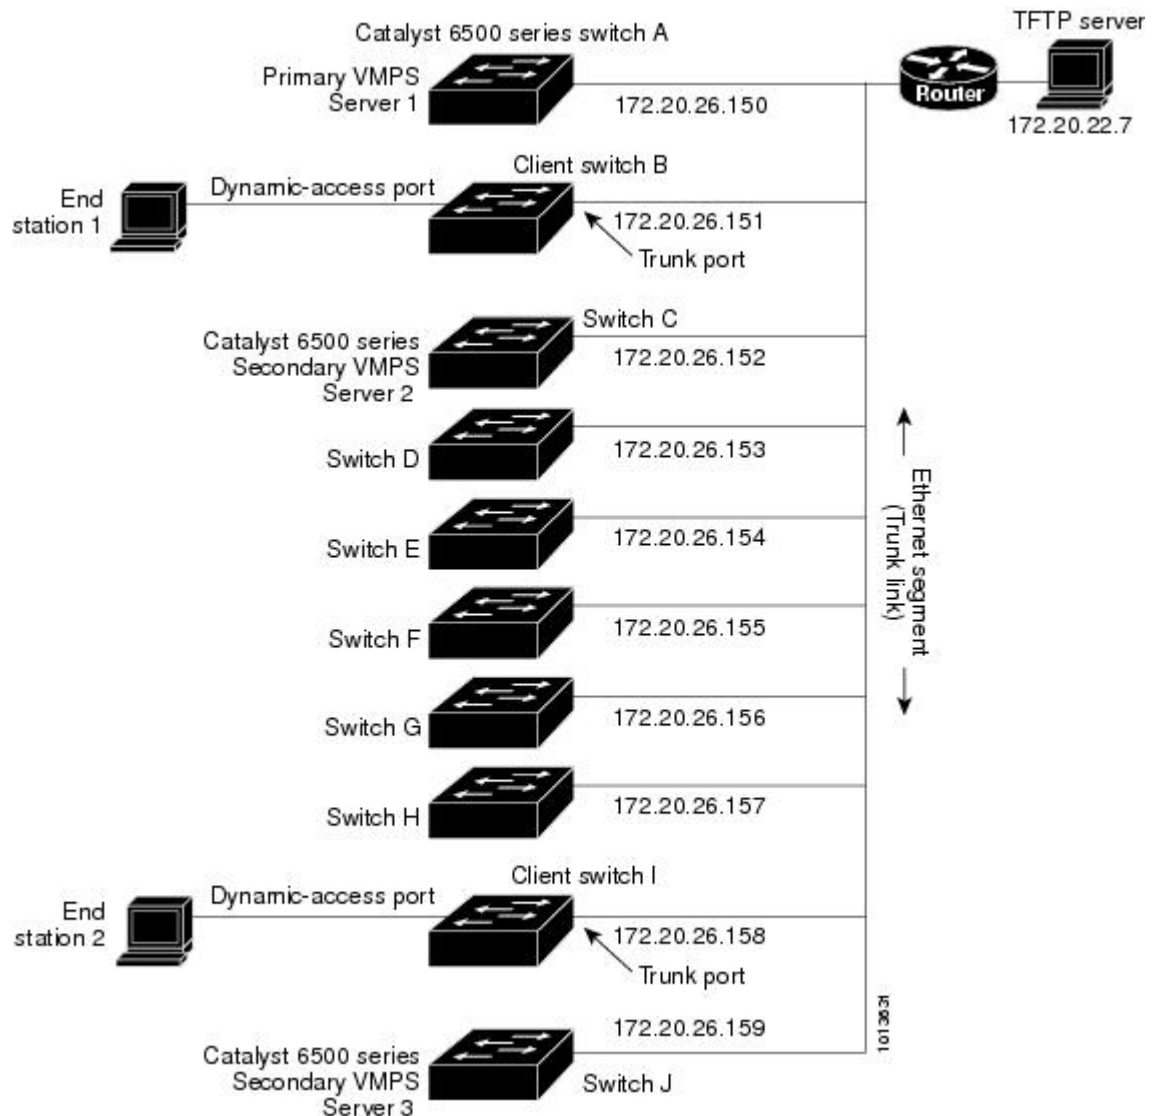 Catalyst 6500 series switch A
TFTP server
Primary VMPS
Server 1
172.20.26.150
Router
172.20.22.7
Client switch B
End
station 1
Dynamic-access port
172.20.26.151
Trunk port
Switch C
Catalyst 6500 series
Secondary VMPS
Server 2
172.20.26.152
Switch D
172.20.26.153
Ethernet segment
(Trunk link)
Switch E
172.20.26.154
Switch F
172.20.26.155
Switch G
172.20.26.156
Switch H
172.20.26.157
Client switch I
End
station 2
Dynamic-access port
172.20.26.158
Trunk port
172.20.26.159
Catalyst 6500 series
Secondary VMPS
Server 3
Switch J